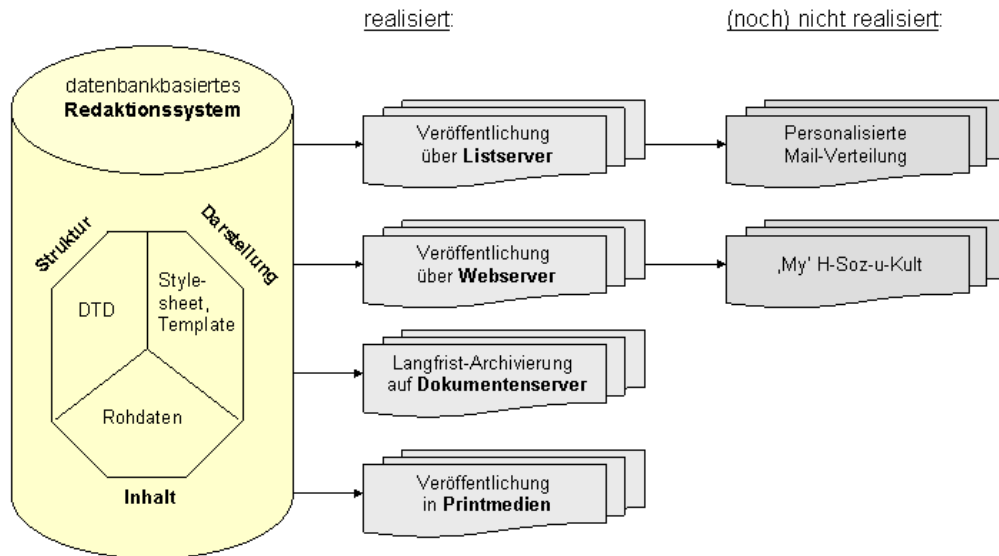 realisiert:
(noch) nicht realisiert:
datenbankbasiertes
Redaktionssystem
Struktur
Darstellung
DTD
Style-
sheet,
Template
Rohdaten
Inhalt
Veröffentlichung
über Listserver
Personalisierte
Mail-Verteilung
Veröffentlichung
über Webserver
‚My’ H-Soz-u-Kult
Langfrist-Archivierung
auf Dokumentenserver
Veröffentlichung
in Printmedien